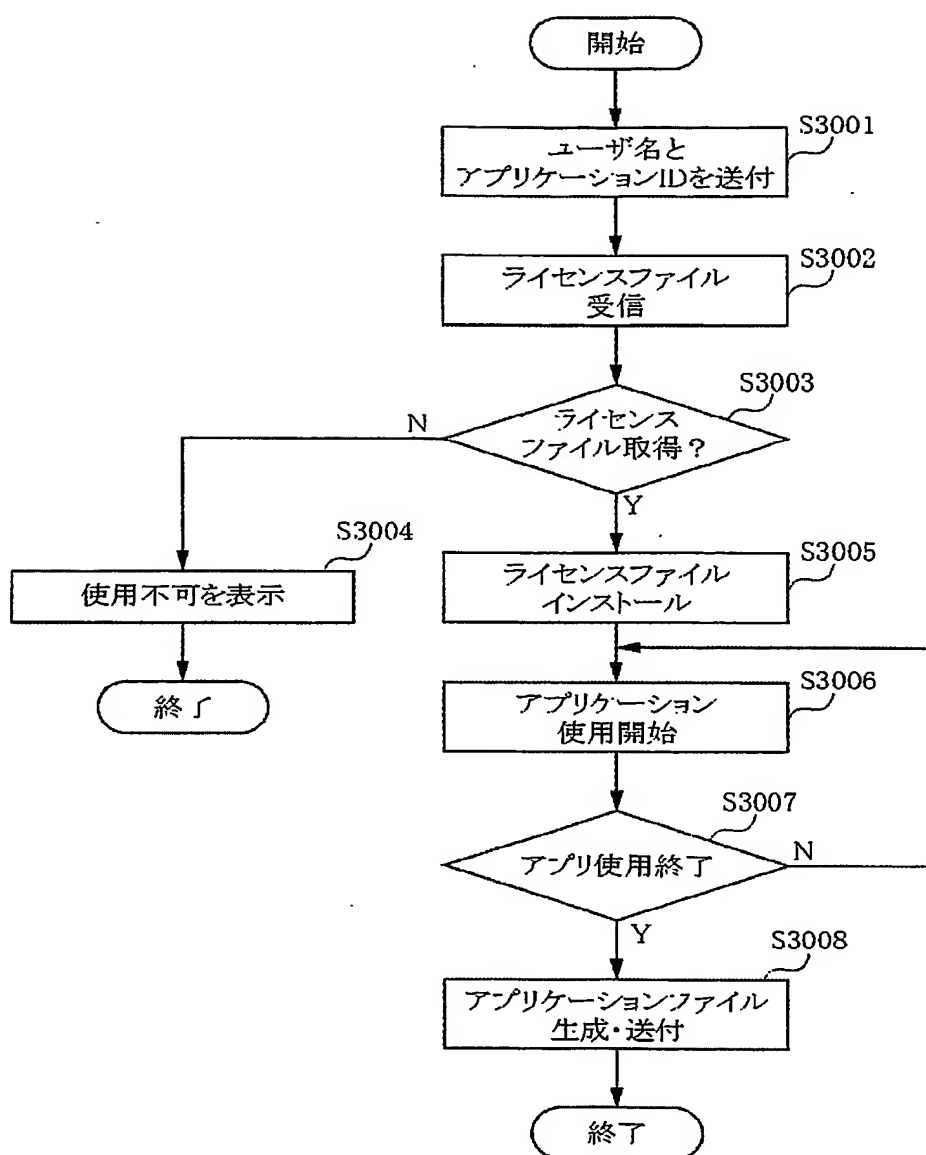 開始
S3001
ユーザ名と
アプリケーションIDを送付
S3002
ライセンスファイル
受信
S3003
ライセンス
ファイル取得？
N
Y
S3004
使用不可を表示
終了
S3005
ライセンスファイル
インストール
S3006
アプリケーション
使用開始
S3007
アプリ使用終了
N
Y
S3008
アプリケーションファイル
生成・送付
終了